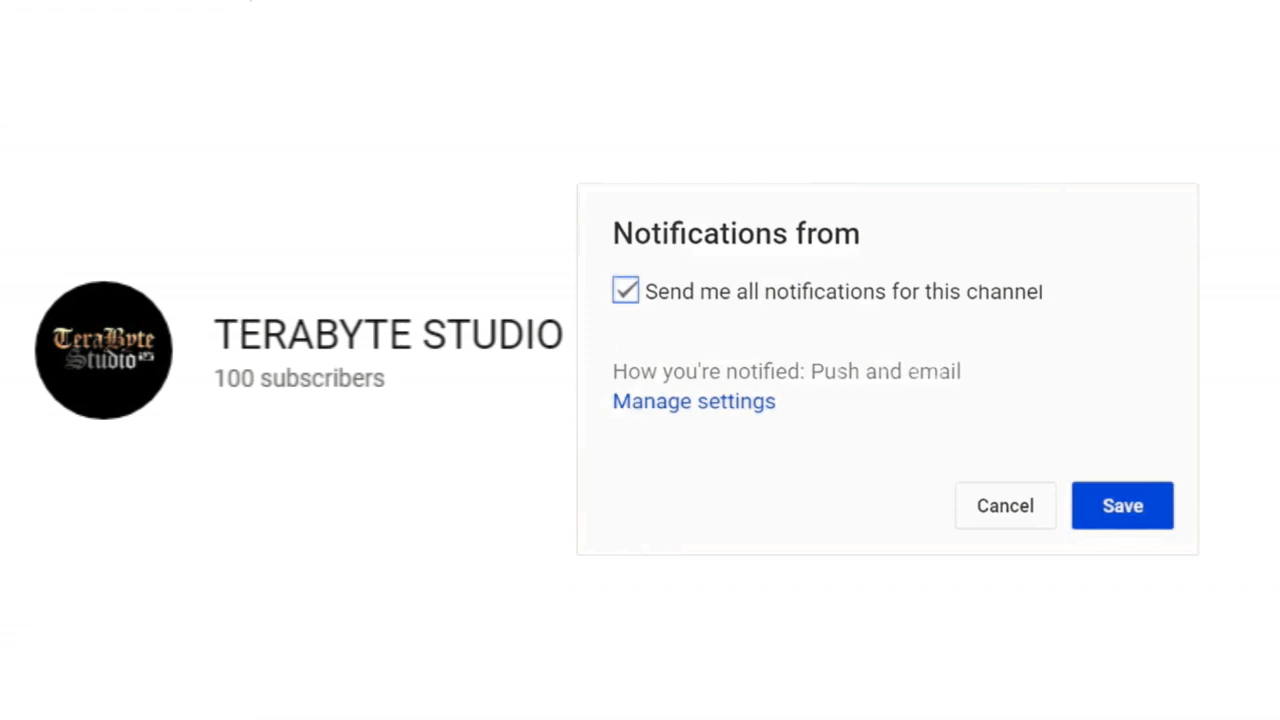 TeraByte
Studio
TERABYTE STUDIO
100 subscribers
Notifications from
Send me all notifications for this channel
How you're notified: Push and email
Manage settings
Cancel
Save